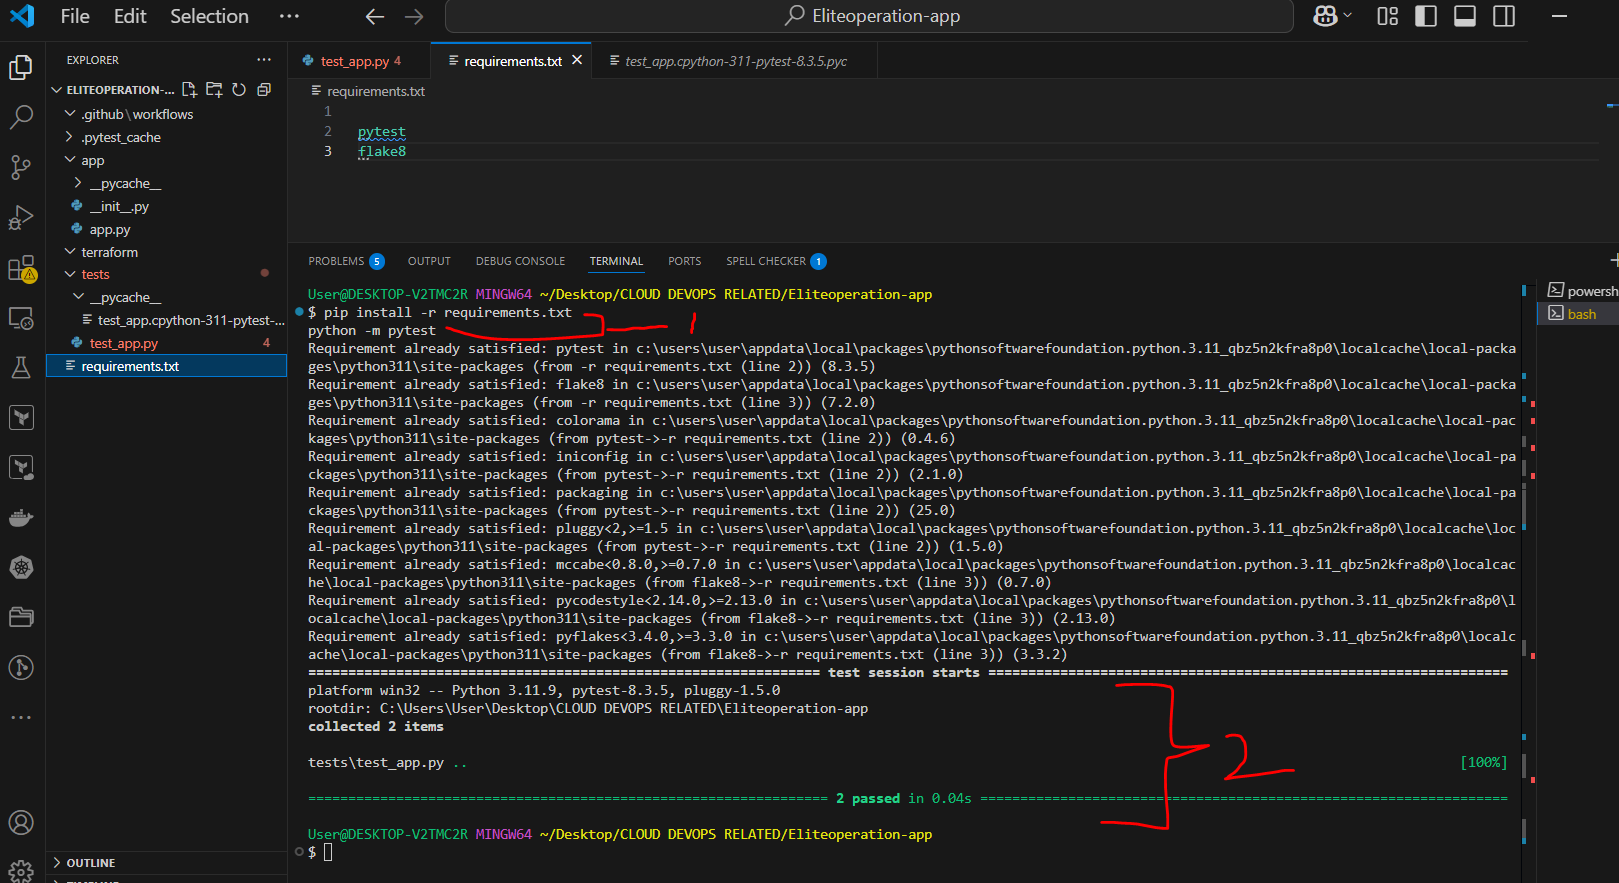 File Edit Selection ··· Eliteoperation-app
EXPLORER ···
ELITEOPERATION-...
.github\workflows
.pytest_cache
app
__pycache__
__init__.py
app.py
terraform
tests
__pycache__
test_app.cpython-311-pytest-...
test_app.py 4
requirements.txt
OUTLINE
test_app.py 4 requirements.txt test_app.cpython-311-pytest-8.3.5.pyc
requirements.txt
1
2 pytest
3 flake8
PROBLEMS 5 OUTPUT DEBUG CONSOLE TERMINAL PORTS SPELL CHECKER 1
powersh
bash
User@DESKTOP-V2TMC2R MINGW64 ~/Desktop/CLOUD DEVOPS RELATED/Eliteoperation-app
$ pip install -r requirements.txt
python -m pytest
1
Requirement already satisfied: pytest in c:\users\user\appdata\local\packages\pythonsoftwarefoundation.python.3.11_qbz5n2kfra8p0\localcache\local-packa
ges\python311\site-packages (from -r requirements.txt (line 2)) (8.3.5)
Requirement already satisfied: flake8 in c:\users\user\appdata\local\packages\pythonsoftwarefoundation.python.3.11_qbz5n2kfra8p0\localcache\local-packa
ges\python311\site-packages (from -r requirements.txt (line 3)) (7.2.0)
Requirement already satisfied: colorama in c:\users\user\appdata\local\packages\pythonsoftwarefoundation.python.3.11_qbz5n2kfra8p0\localcache\local-pac
kages\python311\site-packages (from pytest->-r requirements.txt (line 2)) (0.4.6)
Requirement already satisfied: iniconfig in c:\users\user\appdata\local\packages\pythonsoftwarefoundation.python.3.11_qbz5n2kfra8p0\localcache\local-pa
ckages\python311\site-packages (from pytest->-r requirements.txt (line 2)) (2.1.0)
Requirement already satisfied: packaging in c:\users\user\appdata\local\packages\pythonsoftwarefoundation.python.3.11_qbz5n2kfra8p0\localcache\local-pa
ckages\python311\site-packages (from pytest->-r requirements.txt (line 2)) (25.0)
Requirement already satisfied: pluggy<2,>=1.5 in c:\users\user\appdata\local\packages\pythonsoftwarefoundation.python.3.11_qbz5n2kfra8p0\localcache\loc
al-packages\python311\site-packages (from pytest->-r requirements.txt (line 2)) (1.5.0)
Requirement already satisfied: mccabe<0.8.0,>=0.7.0 in c:\users\user\appdata\local\packages\pythonsoftwarefoundation.python.3.11_qbz5n2kfra8p0\localcac
he\local-packages\python311\site-packages (from flake8->-r requirements.txt (line 3)) (0.7.0)
Requirement already satisfied: pycodestyle<2.14.0,>=2.13.0 in c:\users\user\appdata\local\packages\pythonsoftwarefoundation.python.3.11_qbz5n2kfra8p0\l
ocalcache\local-packages\python311\site-packages (from flake8->-r requirements.txt (line 3)) (2.13.0)
Requirement already satisfied: pyflakes<3.4.0,>=3.3.0 in c:\users\user\appdata\local\packages\pythonsoftwarefoundation.python.3.11_qbz5n2kfra8p0\localc
ache\local-packages\python311\site-packages (from flake8->-r requirements.txt (line 3)) (3.3.2)
================================================================ test session starts =================================================================
platform win32 -- Python 3.11.9, pytest-8.3.5, pluggy-1.5.0
rootdir: C:\Users\User\Desktop\CLOUD DEVOPS RELATED\Eliteoperation-app
collected 2 items
tests\test_app.py .. [100%]
2
================================================================= 2 passed in 0.04s ==================================================================
User@DESKTOP-V2TMC2R MINGW64 ~/Desktop/CLOUD DEVOPS RELATED/Eliteoperation-app
$